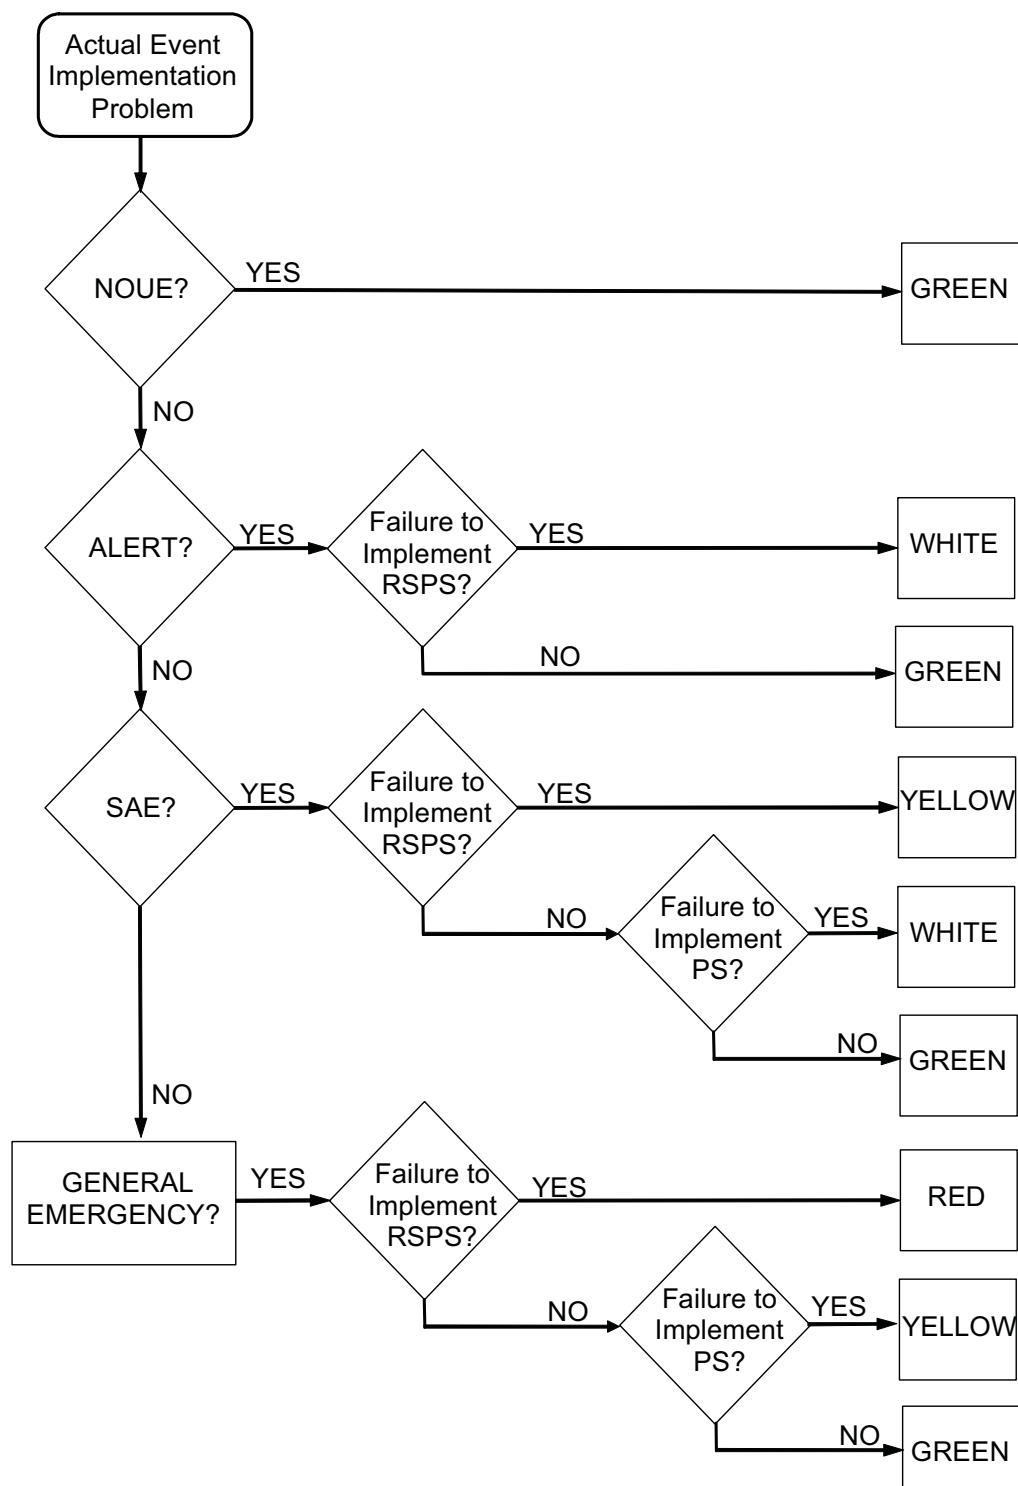 Actual Event
Implementation
Problem
NOUE?
YES
GREEN
NO
ALERT?
YES
Failure to
Implement
RSPS?
YES
WHITE
NO
GREEN
NO
SAE?
YES
Failure to
Implement
RSPS?
YES
YELLOW
NO
Failure to
Implement
PS?
YES
WHITE
NO
GREEN
NO
GENERAL
EMERGENCY?
YES
Failure to
Implement
RSPS?
YES
RED
NO
Failure to
Implement
PS?
YES
YELLOW
NO
GREEN